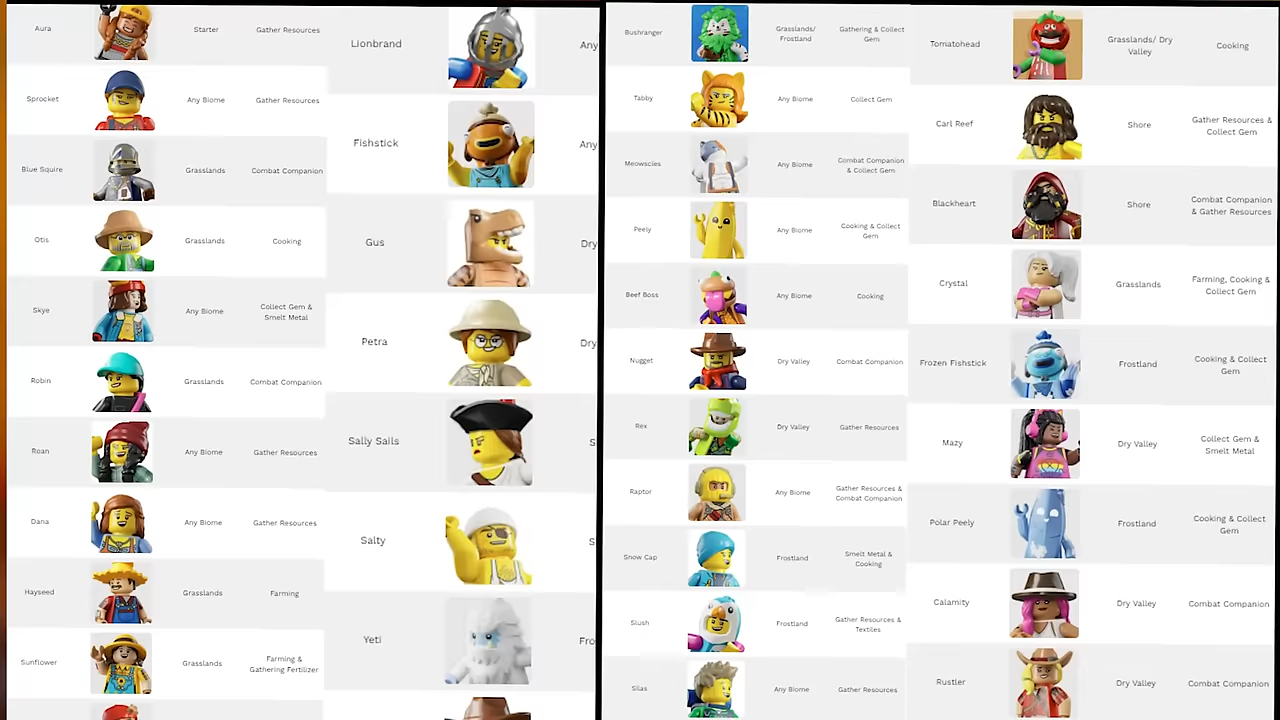 Aura
Starter
Gather Resources
Sprocket
Any Biome
Gather Resources
Blue Squire
Grasslands
Combat Companion
Otis
Grasslands
Cooking
Skye
Any Biome
Collect Gem &
Smelt Metal
Robin
Grasslands
Combat Companion
Roan
Any Biome
Gather Resources
Dana
Any Biome
Gather Resources
Hayseed
Grasslands
Farming
Sunflower
Grasslands
Farming &
Gathering Fertilizer
Lionbrand
Any
Fishstick
Any
Gus
Dry
Petra
Dry
Sally Sails
S
Salty
S
Yeti
Fro
Bushranger
Grasslands/
Frostland
Gathering & Collect
Gem
Tabby
Any Biome
Collect Gem
Meowscles
Any Biome
Combat Companion
& Collect Gem
Peely
Any Biome
Cooking & Collect
Gem
Beef Boss
Any Biome
Cooking
Nugget
Dry Valley
Combat Companion
Rex
Dry Valley
Gather Resources
Raptor
Any Biome
Gather Resources &
Combat Companion
Snow Cap
Frostland
Smelt Metal &
Cooking
Slush
Frostland
Gather Resources &
Textiles
Silas
Any Biome
Gather Resources
Tomatohead
Grasslands/ Dry
Valley
Cooking
Carl Reef
Shore
Gather Resources &
Collect Gem
Blackheart
Shore
Combat Companion
& Gather Resources
Crystal
Grasslands
Farming, Cooking &
Collect Gem
Frozen Fishstick
Frostland
Cooking & Collect
Gem
Mazy
Dry Valley
Collect Gem &
Smelt Metal
Polar Peely
Frostland
Cooking & Collect
Gem
Calamity
Dry Valley
Combat Companion
Rustler
Dry Valley
Combat Companion